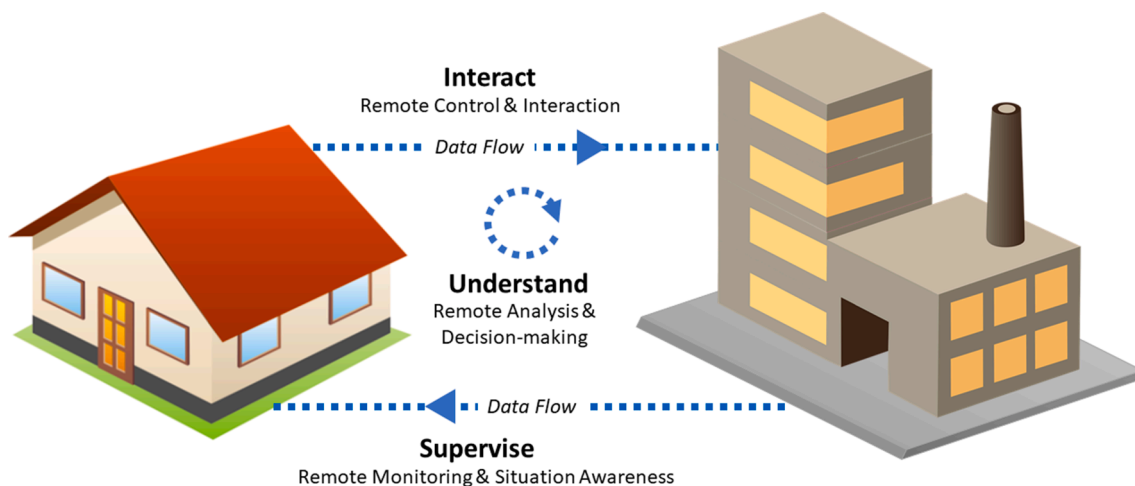 Interact
Remote Control & Interaction
Data Flow
Understand
Remote Analysis &
Decision-making
Data Flow
Supervise
Remote Monitoring & Situation Awareness